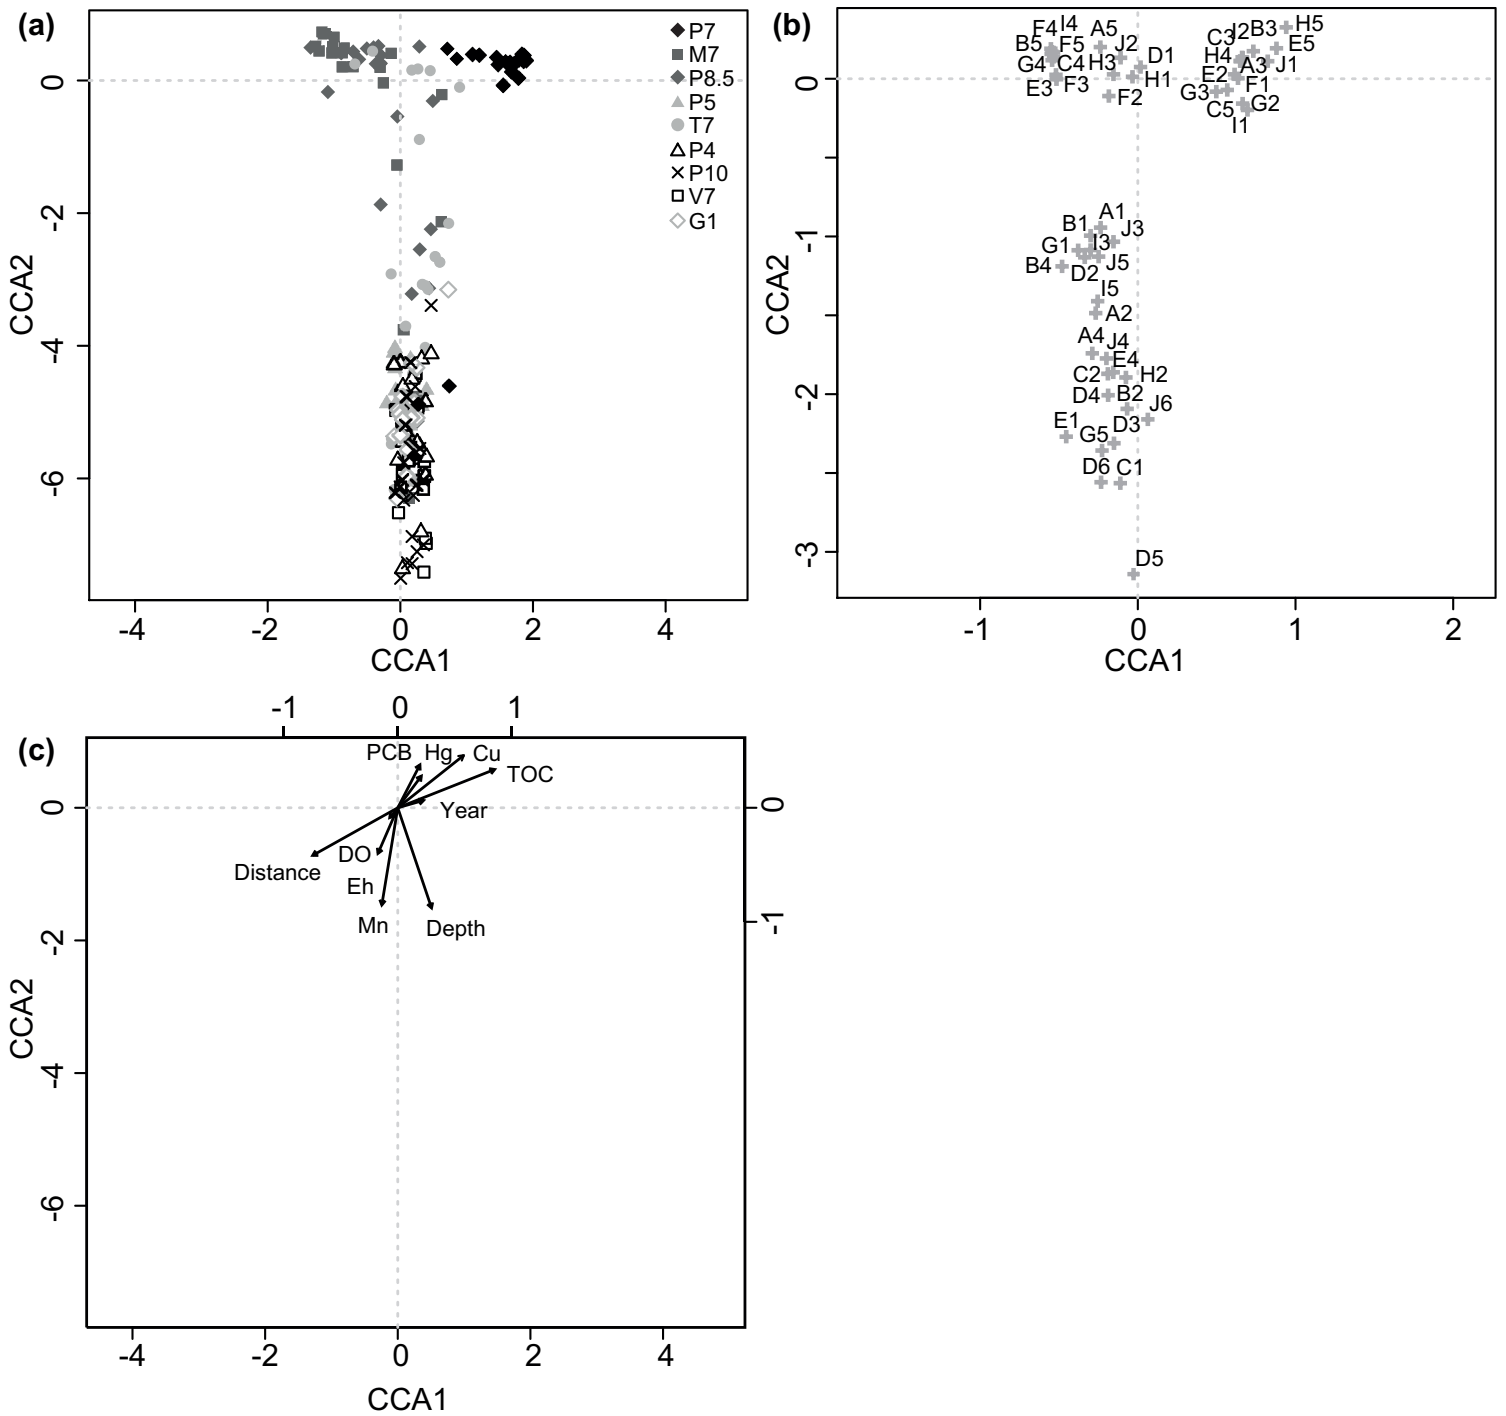 (a)
P7
M7
P8.5
P5
T7
P4
P10
V7
G1
0
-2
-4
-6
CCA2
-4 -2 0 2 4
CCA1
(b)
F4 I4 A5 C3 J2 B3 H5
B5 F5 J2 D1 H4 E5
G4 C4 H3 E2 A3 J1
E3 F3 F2 H1 G3 F1
C5 G2
I1
A1
B1 J3
G1 I3
B4 D2 J5
I5
A2
A4 J4
E4
C2 H2
D4 B2 J6
E1 G5 D3
D6 C1
D5
0
-1
-2
-3
CCA2
-1 0 1 2
CCA1
-1 0 1
(c)
PCB Hg Cu
TOC
Year
DO
Distance
Eh
Mn Depth
0
-1
0
-2
-4
-6
CCA2
-4 -2 0 2 4
CCA1